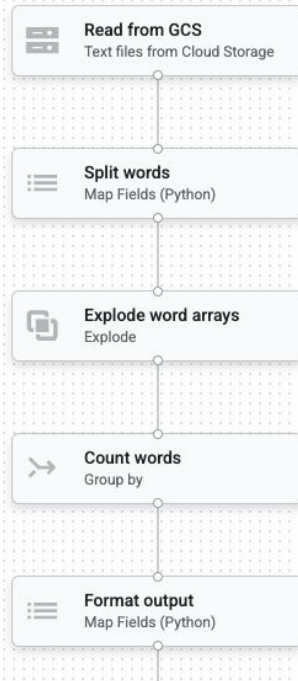 Read from GCS
Text files from Cloud Storage
Split words
Map Fields (Python)
Explode word arrays
Explode
Count words
Group by
Format output
Map Fields (Python)